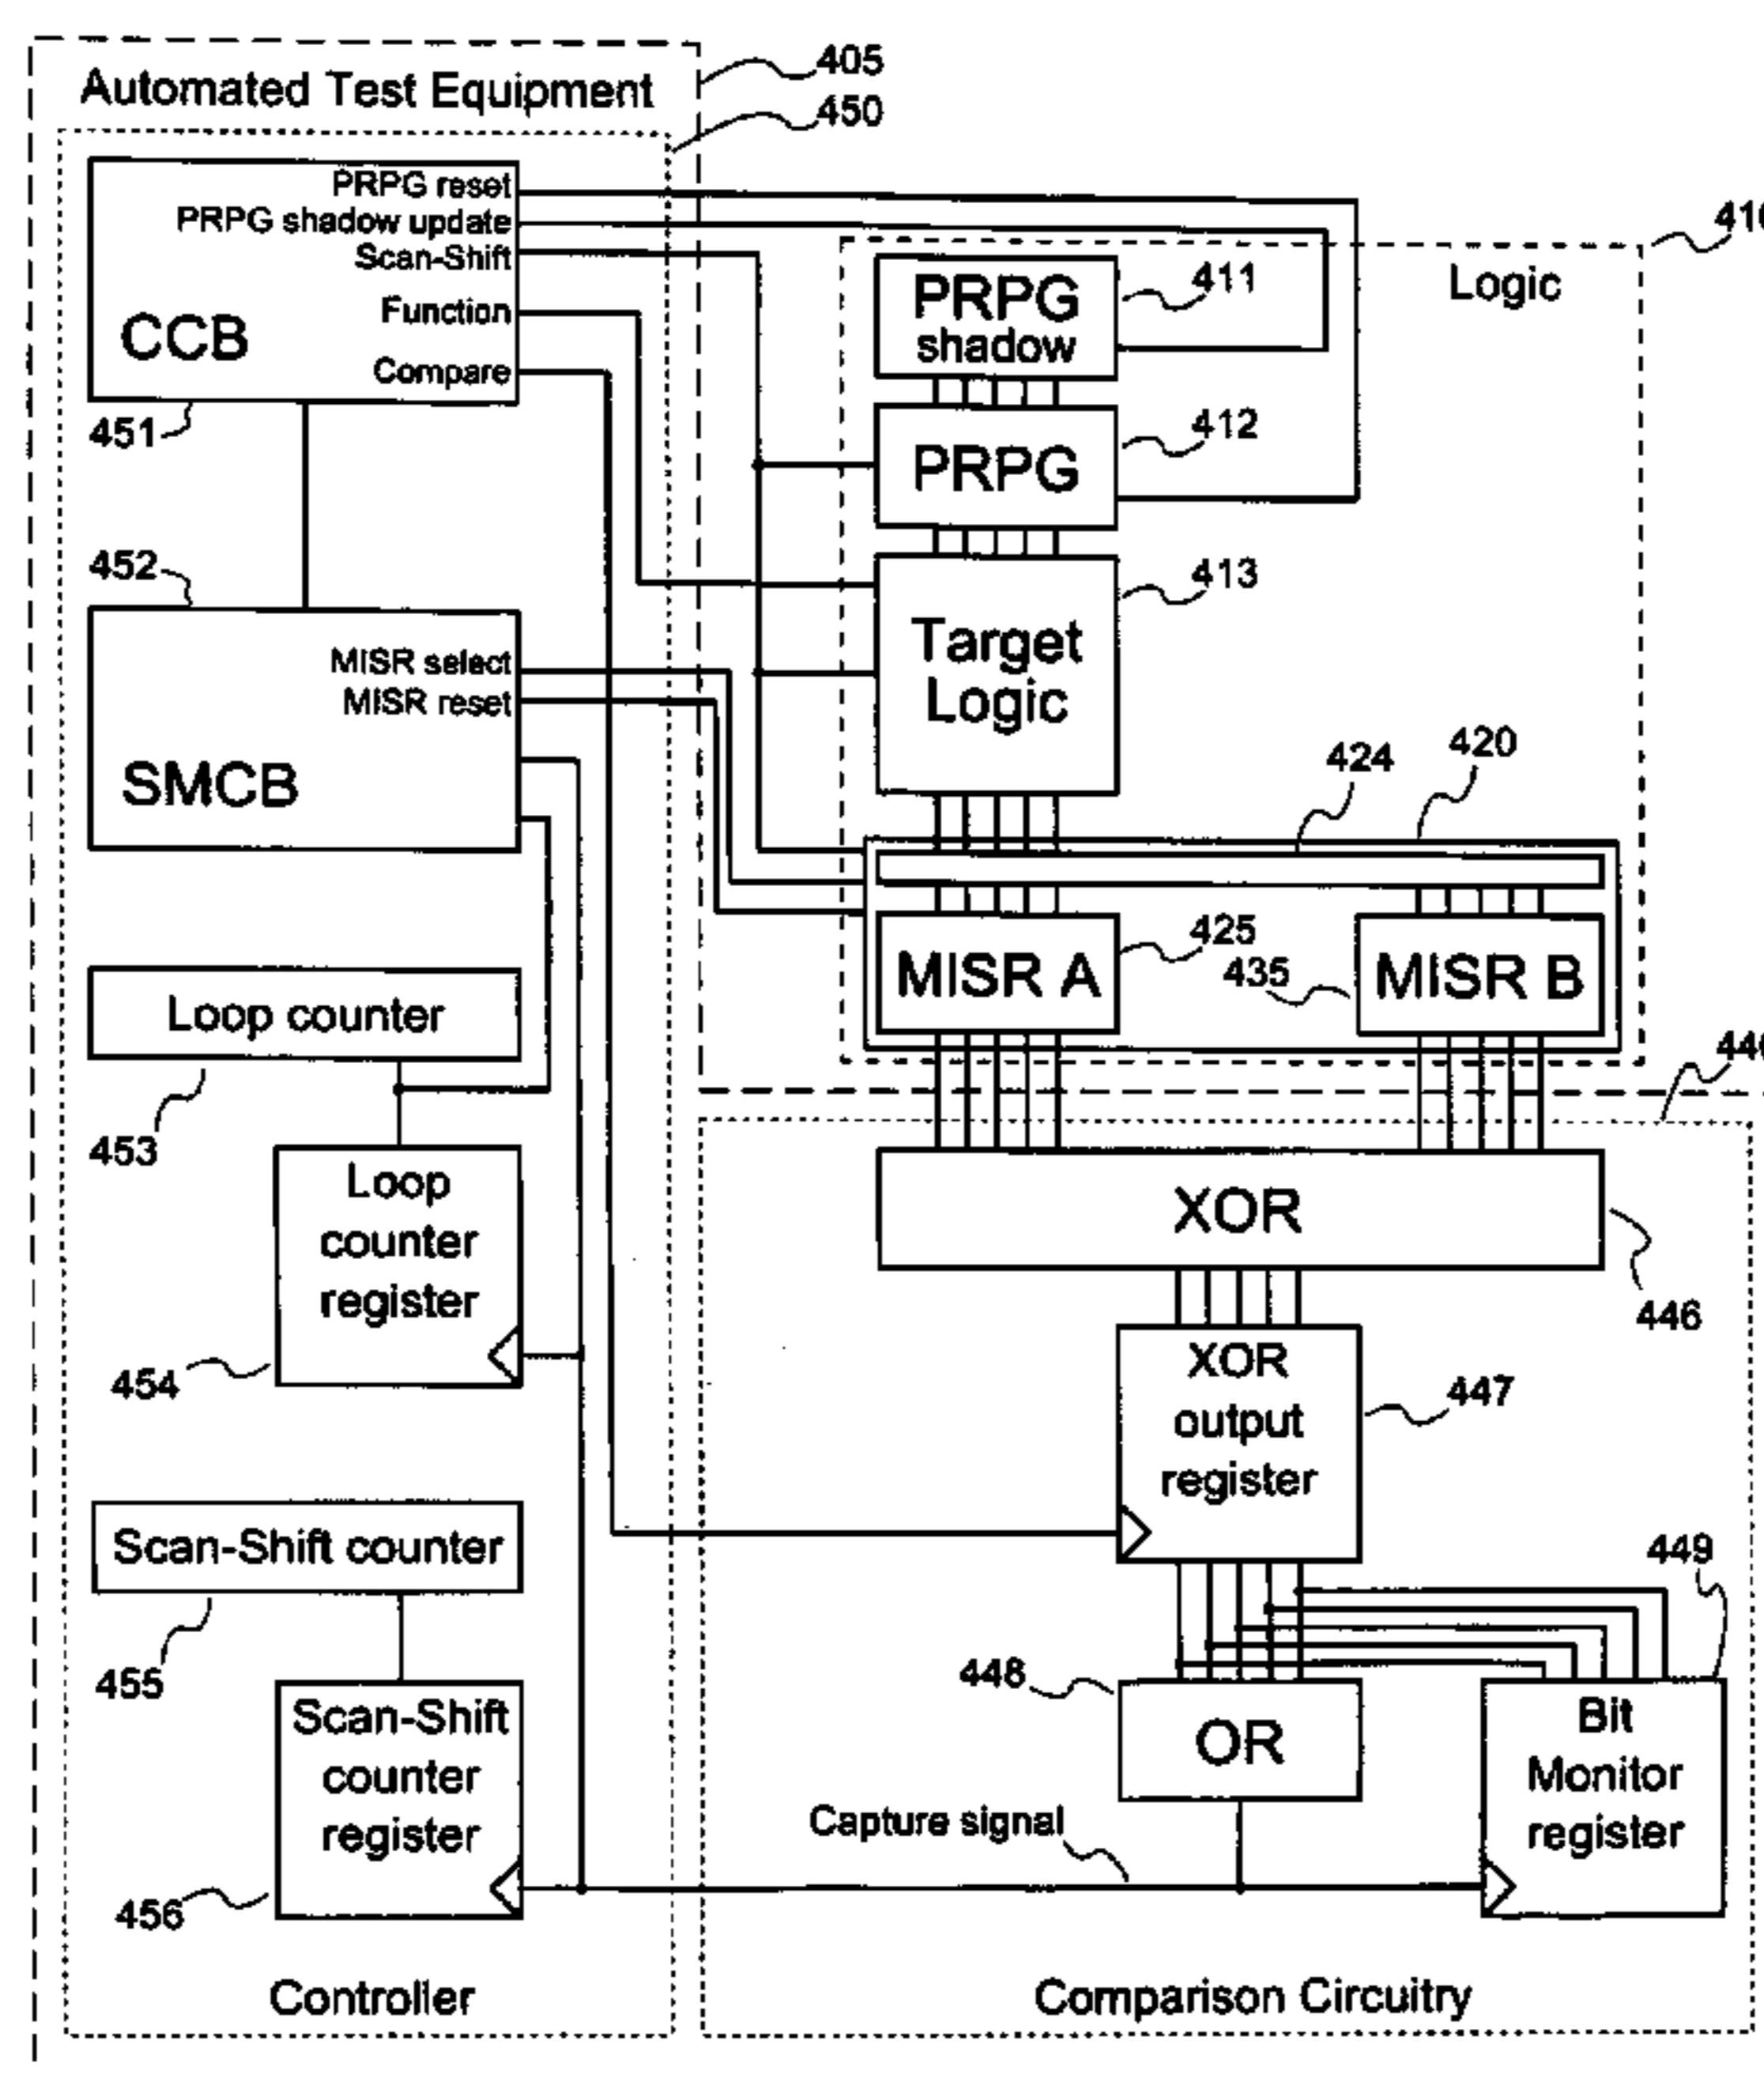 Automated Test Equipment
405
450
PRPG reset
PRPG shadow update
Scan-Shift
Function
Compare
CCB
451
Logic
PRPG
shadow
411
PRPG
412
452
MISR select
MISR reset
SMCB
Target
Logic
413
424
420
MISR A
425
435
MISR B
Loop counter
453
Loop
counter
register
454
XOR
446
XOR
output
register
447
Scan-Shift counter
455
Scan-Shift
counter
register
456
448
OR
449
Bit
Monitor
register
Capture signal
Controller
Comparison Circuitry